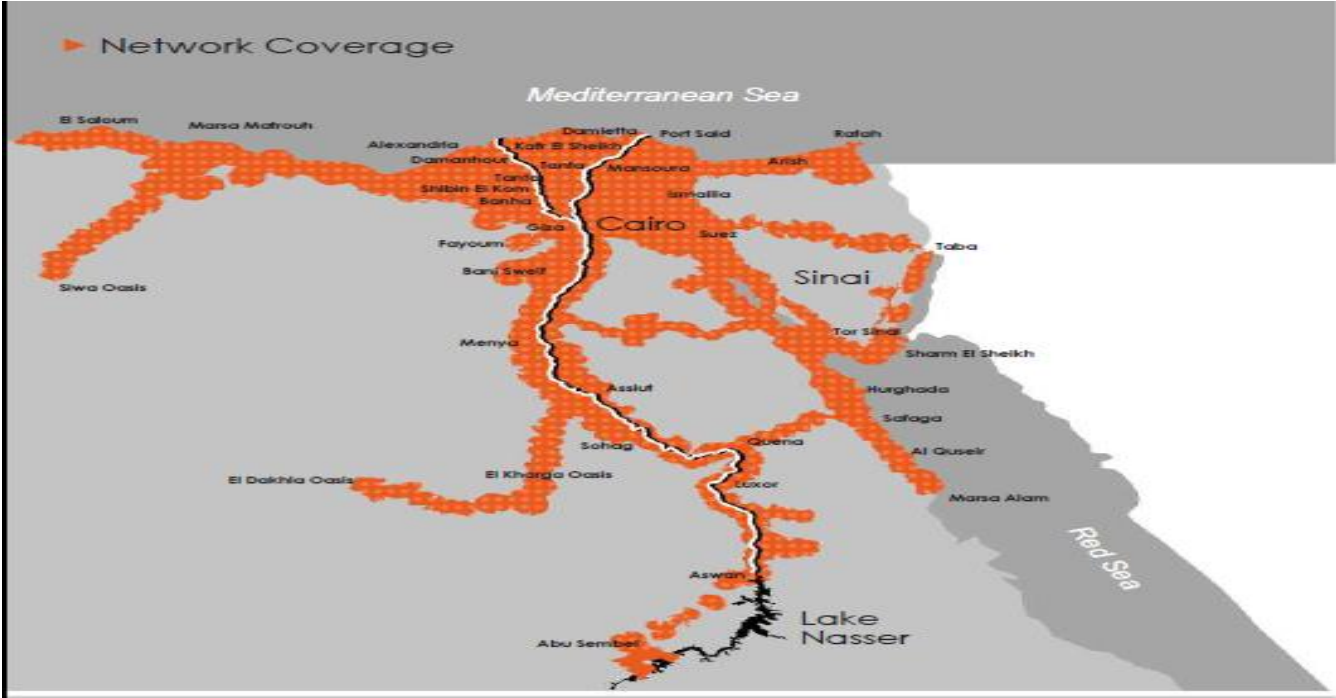 Network Coverage
Mediterranean Sea
El Saloum
Marsa Matrouh
Alexandria
Damietta
Port Said
Rafah
Kafr El Sheikh
Damanhour
Tanta
Mansoura
Arish
Tanta
Shibin El Kom
Ismailia
Banha
Giza
Cairo
Suez
Fayoum
Taba
Bani Sweif
Sinai
Siwa Oasis
Tor Sinai
Menya
Sharm El Sheikh
Assiut
Hurghada
Safaga
Sohag
Quena
Al Quseir
El Dakhla Oasis
El Kharga Oasis
Luxor
Marsa Alam
Red Sea
Aswan
Lake
Nasser
Abu Sembel